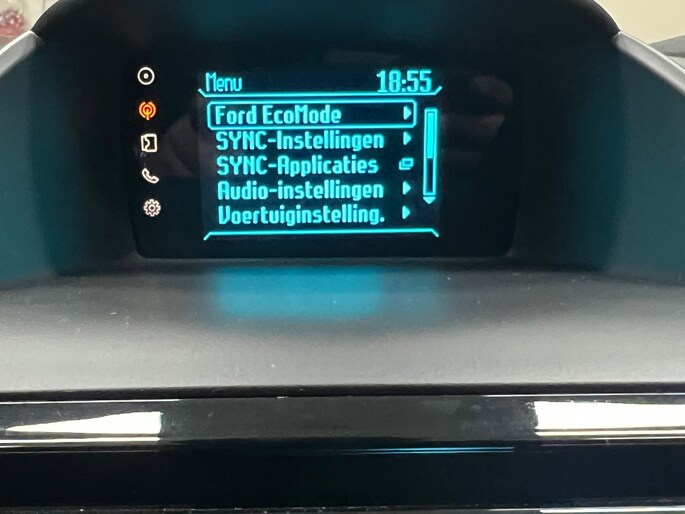 Menu 18:55
Ford EcoMode
SYNC-Instellingen
SYNC-Applicaties
Audio-instellingen
Voertuiginstelling.